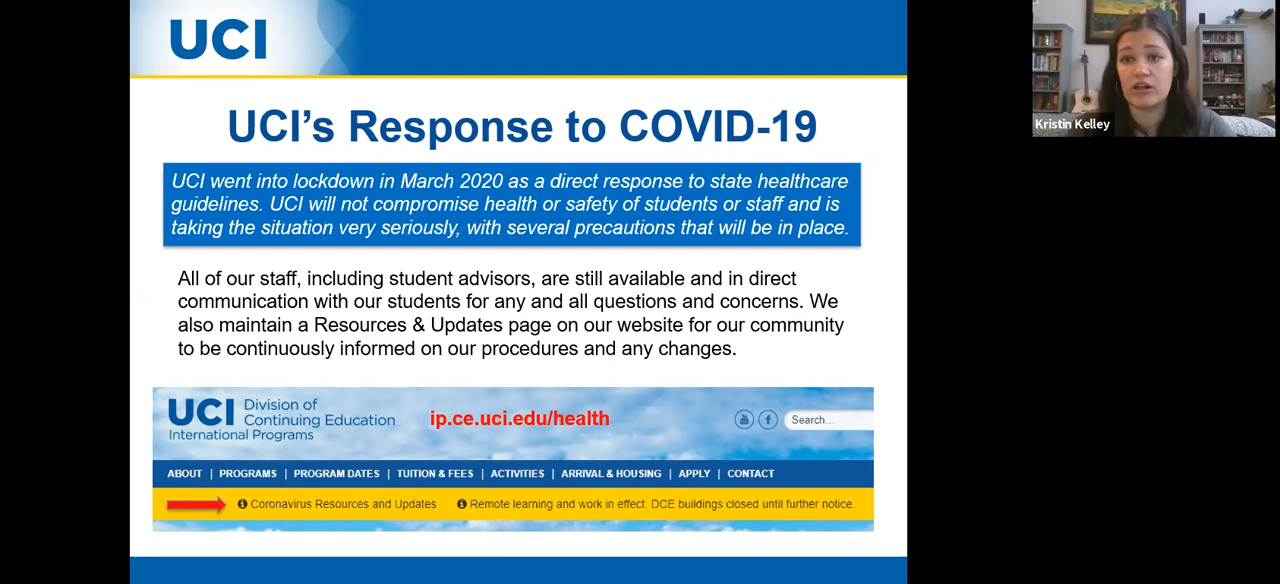 UCI
UCI's Response to COVID-19
UCI went into lockdown in March 2020 as a direct response to state healthcare
guidelines. UCI will not compromise health or safety of students or staff and is
taking the situation very seriously, with several precautions that will be in place.
All of our staff, including student advisors, are still available and in direct
communication with our students for any and all questions and concerns. We
also maintain a Resources & Updates page on our website for our community
to be continuously informed on our procedures and any changes.
UCI Division of
Continuing Education
International Programs
ip.ce.uci.edu/health
Search...
ABOUT | PROGRAMS | PROGRAM DATES | TUITION & FEES | ACTIVITIES | ARRIVAL & HOUSING | APPLY | CONTACT
Coronavirus Resources and Updates
Remote learning and work in effect. DCE buildings closed until further notice.
Kristin Kelley